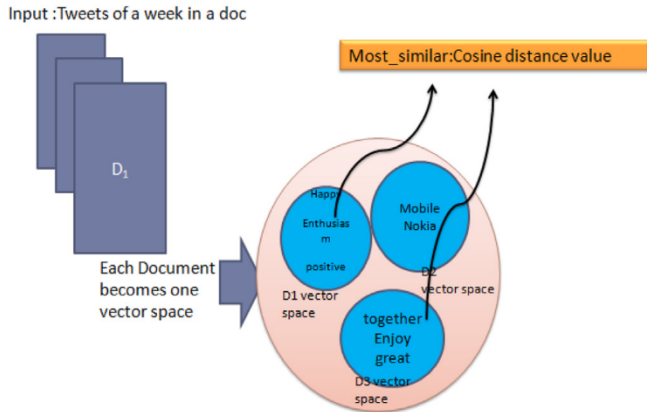 Input :Tweets of a week in a doc
Most_similar:Cosine distance value
D₁
Each Document
becomes one
vector space
Happy
Enthusias
m
positive
D1 vector
space
Mobile
Nokia
D2
vector space
together
Enjoy
great
D3 vector
space